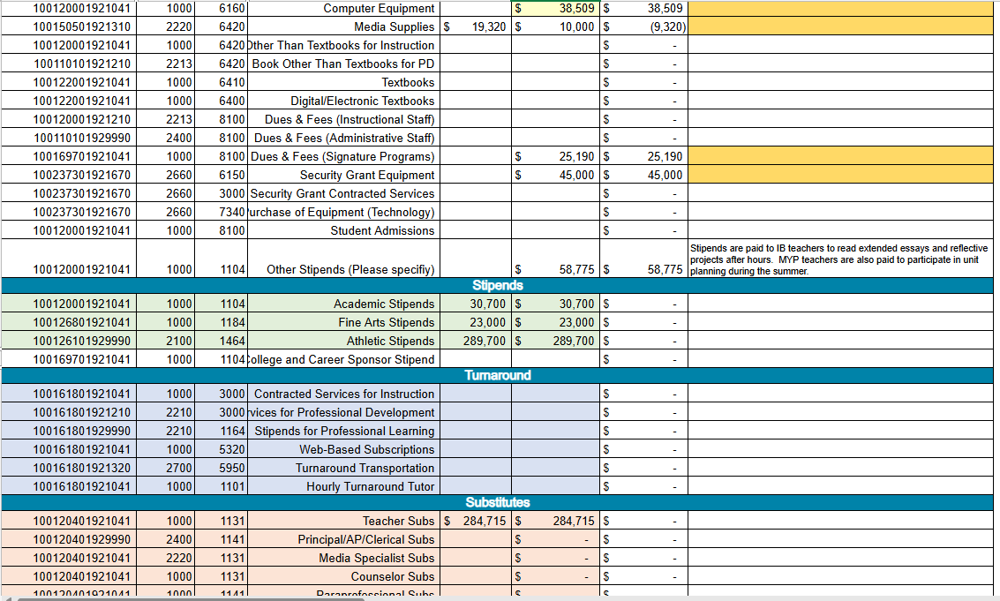 100120001921041 1000 6160 Computer Equipment $ 38,509 $ 38,509
100150501921310 2220 6420 Media Supplies $ 19,320 $ 10,000 $ (9,320)
100120001921041 1000 6420 Other Than Textbooks for Instruction $ -
100110101921210 2213 6420 Book Other Than Textbooks for PD $ -
100122001921041 1000 6410 Textbooks $ -
100122001921041 1000 6400 Digital/Electronic Textbooks $ -
100120001921210 2213 8100 Dues & Fees (Instructional Staff) $ -
100110101929990 2400 8100 Dues & Fees (Administrative Staff) $ -
100169701921041 1000 8100 Dues & Fees (Signature Programs) $ 25,190 $ 25,190
100237301921670 2660 6150 Security Grant Equipment $ 45,000 $ 45,000
100237301921670 2660 3000 Security Grant Contracted Services $ -
100237301921670 2660 7340 urchase of Equipment (Technology) $ -
100120001921041 1000 8100 Student Admissions $ -
Stipends are paid to IB teachers to read extended essays and reflective
projects after hours. MYP teachers are also paid to participate in unit
100120001921041 1000 1104 Other Stipends (Please specifiy) $ 58,775 $ 58,775 planning during the summer.
Stipends
100120001921041 1000 1104 Academic Stipends 30,700 $ 30,700 $ -
100126801921041 1000 1184 Fine Arts Stipends 23,000 $ 23,000 $ -
100126101929990 2100 1464 Athletic Stipends 289,700 $ 289,700 $ -
100169701921041 1000 1104 College and Career Sponsor Stipend $ -
Turnaround
100161801921041 1000 3000 Contracted Services for Instruction $ -
100161801921210 2210 3000 rvices for Professional Development $ -
100161801929990 2210 1164 Stipends for Professional Learning $ -
100161801921041 1000 5320 Web-Based Subscriptions $ -
100161801921320 2700 5950 Turnaround Transportation $ -
100161801921041 1000 1101 Hourly Turnaround Tutor $ -
Substitutes
100120401921041 1000 1131 Teacher Subs $ 284,715 $ 284,715 $ -
100120401929990 2400 1141 Principal/AP/Clerical Subs $ - $ -
100120401921041 2220 1131 Media Specialist Subs $ - $ -
100120401921041 1000 1131 Counselor Subs $ - $ -
100120401921041 1000 1141 Paraprofessional Subs $ $